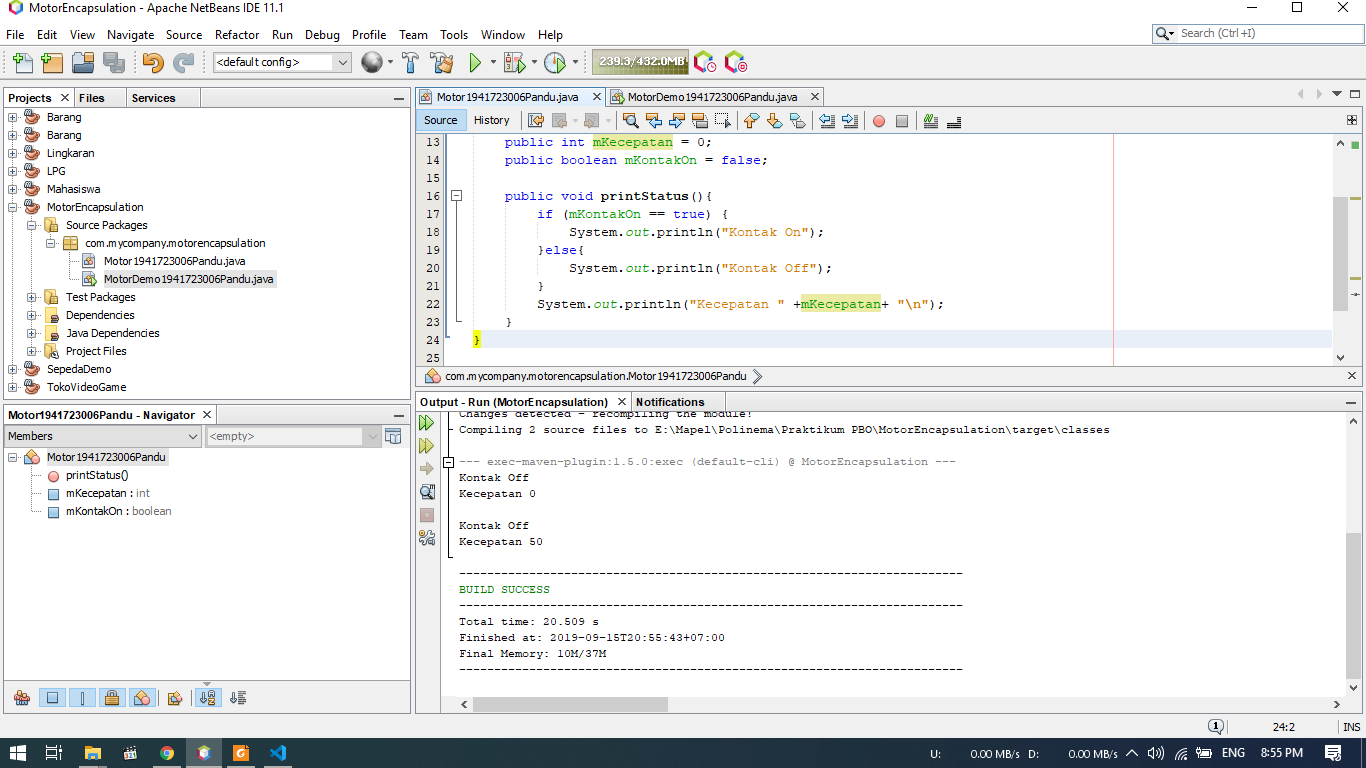 MotorEncapsulation - Apache NetBeans IDE 11.1
File Edit View Navigate Source Refactor Run Debug Profile Team Tools Window Help
Search (Ctrl+I)
<default config>
239.3/432.0MB
Projects Files Services
Barang
Barang
Lingkaran
LPG
Mahasiswa
MotorEncapsulation
Source Packages
com.mycompany.motorencapsulation
Motor1941723006Pandu.java
MotorDemo1941723006Pandu.java
Test Packages
Dependencies
Java Dependencies
Project Files
SepedaDemo
TokoVideoGame
Motor1941723006Pandu - Navigator
Members
<empty>
Motor1941723006Pandu
printStatus()
mKecepatan : int
mKontakOn : boolean
Motor1941723006Pandu.java MotorDemo1941723006Pandu.java
Source History
13 public int mKecepatan = 0;
14 public boolean mKontakOn = false;
15
16 public void printStatus(){
17 if (mKontakOn == true) {
18 System.out.println("Kontak On");
19 }else{
20 System.out.println("Kontak Off");
21 }
22 System.out.println("Kecepatan " +mKecepatan+ "\n");
23 }
24 }
25
com.mycompany.motorencapsulation.Motor1941723006Pandu
Output - Run (MotorEncapsulation) Notifications
Changes detected - recompiling the module!
Compiling 2 source files to E:\Mapel\Polinema\Praktikum PBO\MotorEncapsulation\target\classes
--- exec-maven-plugin:1.5.0:exec (default-cli) @ MotorEncapsulation ---
Kontak Off
Kecepatan 0
Kontak Off
Kecepatan 50
------------------------------------------------------------------------
BUILD SUCCESS
------------------------------------------------------------------------
Total time: 20.509 s
Finished at: 2019-09-15T20:55:43+07:00
Final Memory: 10M/37M
------------------------------------------------------------------------
1
24:2 INS
U: 0.00 MB/s D: 0.00 MB/s ENG 8:55 PM